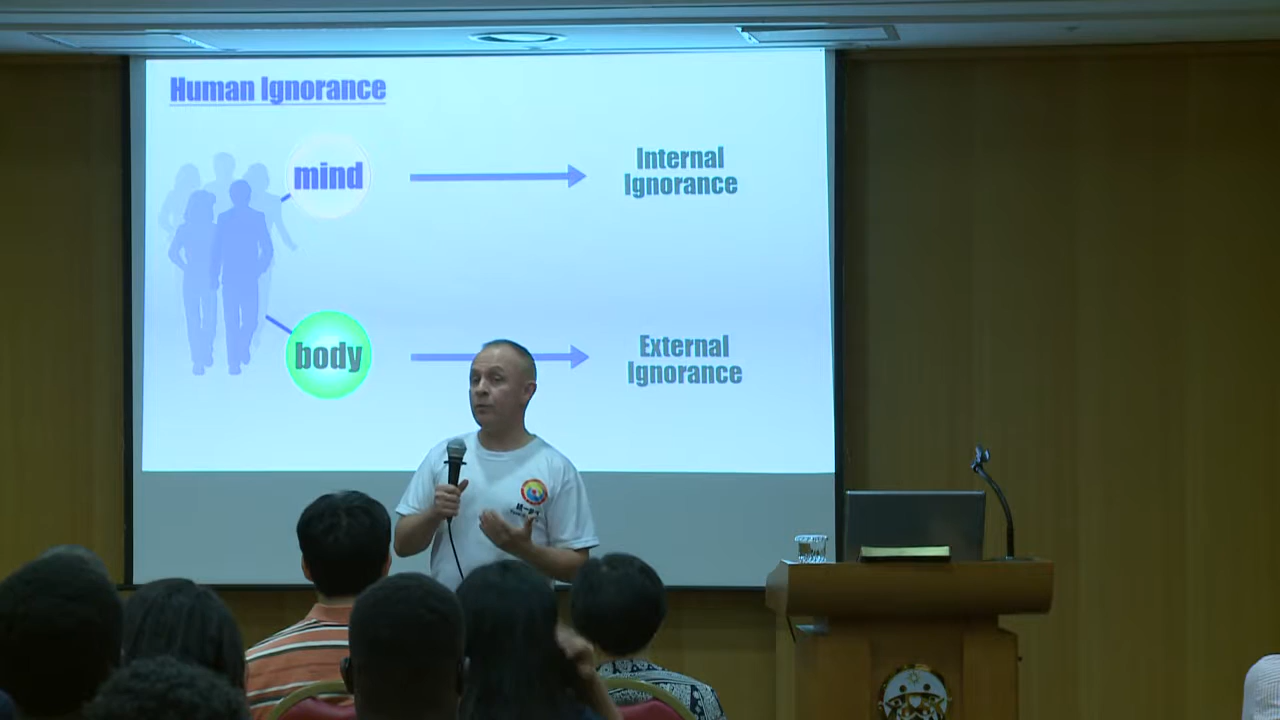 Human Ignorance
mind
Internal
Ignorance
body
External
Ignorance